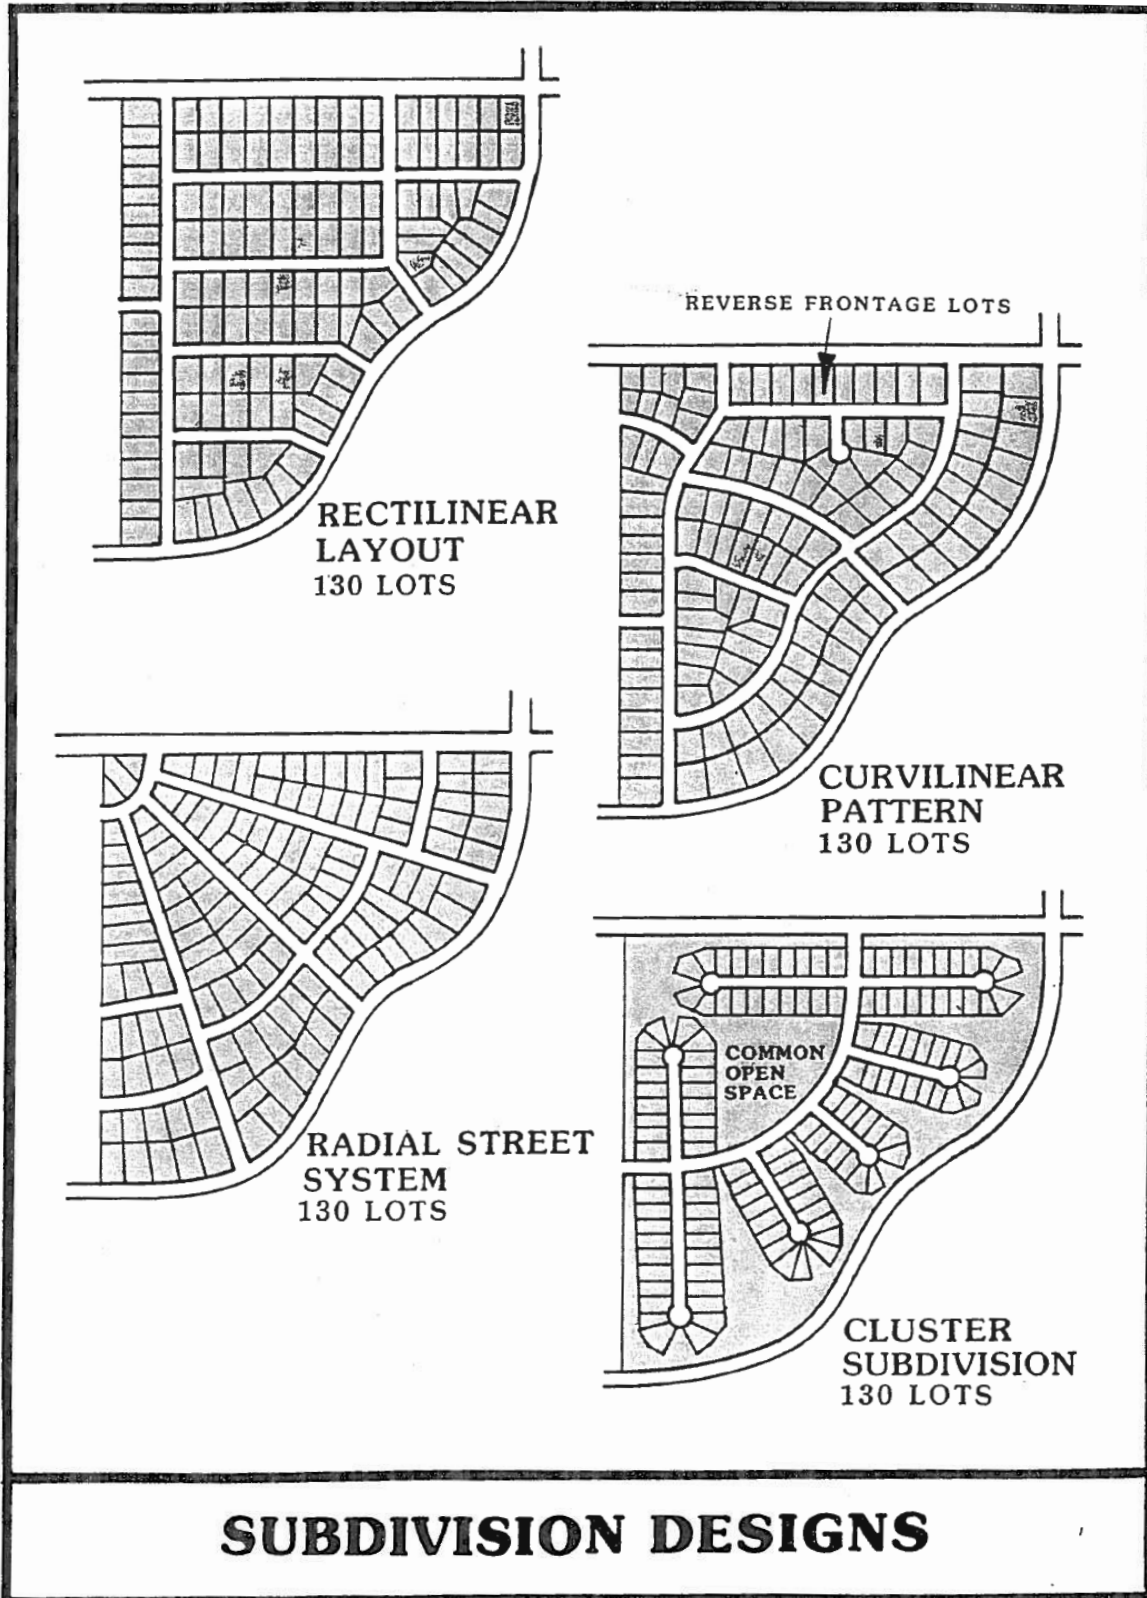 RECTILINEAR
LAYOUT
130 LOTS
REVERSE FRONTAGE LOTS
CURVILINEAR
PATTERN
130 LOTS
RADIAL STREET
SYSTEM
130 LOTS
COMMON
OPEN
SPACE
CLUSTER
SUBDIVISION
130 LOTS
SUBDIVISION DESIGNS